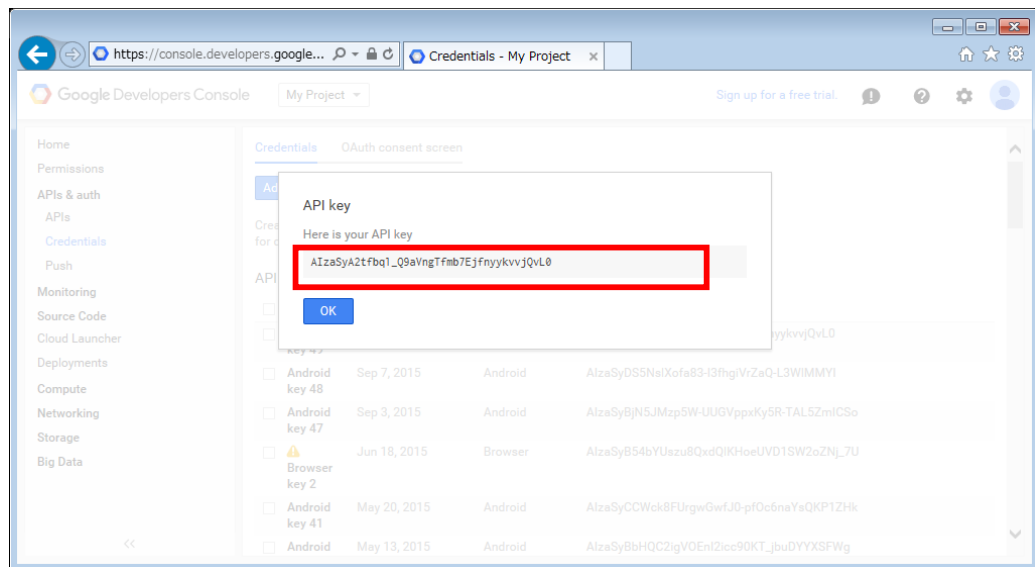 https://console.developers.google...
Credentials - My Project
Google Developers Console
My Project
Sign up for a free trial.
Home
Permissions
APIs & auth
APIs
Credentials
Push
Monitoring
Source Code
Cloud Launcher
Deployments
Compute
Networking
Storage
Big Data
<<
Credentials OAuth consent screen
API key
Here is your API key
AIzaSyA2tfbq1_Q9aVngTfmb7EjfnyykvvjQvL0
OK
Android Sep 7, 2015 Android AIzaSyDS5NslXofa83-I3fhgiVrZaQ-L3WIMMYI
key 48
Android Sep 3, 2015 Android AIzaSyBjN5JMzp5W-UUGVppxKy5R-TAL5ZmICSo
key 47
Jun 18, 2015 Browser AIzaSyB54bYUszu8QxdQlKHoeUVD1SW2oZNj_7U
Browser
key 2
Android May 20, 2015 Android AIzaSyCCWck8FUrgwGwfJ0-pfOc6naYsQKP1ZHk
key 41
Android May 13, 2015 Android AIzaSyBbHQC2igVOEnI2icc90KT_jbuDYYXSFWg